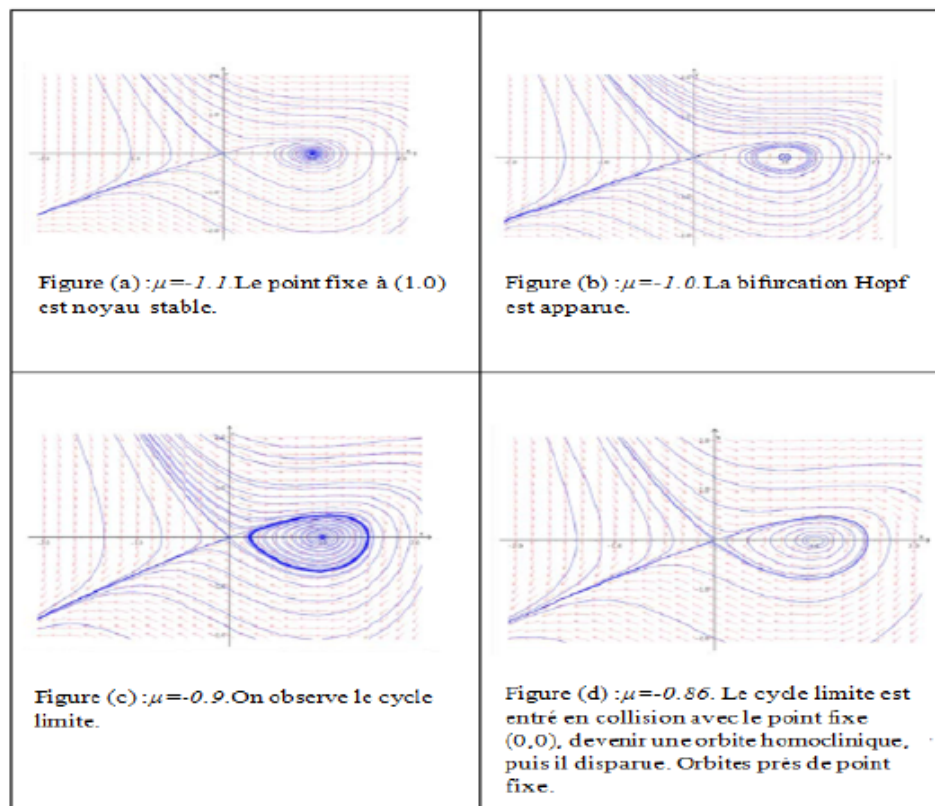 Figure (a) :μ=-1.1.Le point fixe à (1.0)
est noyau stable.
Figure (b) :μ=-1.0.La bifurcation Hopf
est apparue.
Figure (c) :μ=-0.9.On observe le cycle
limite.
Figure (d) :μ=-0.86. Le cycle limite est
entré en collision avec le point fixe
(0,0), devenir une orbite homoclinique,
puis il disparue. Orbites près de point
fixe.